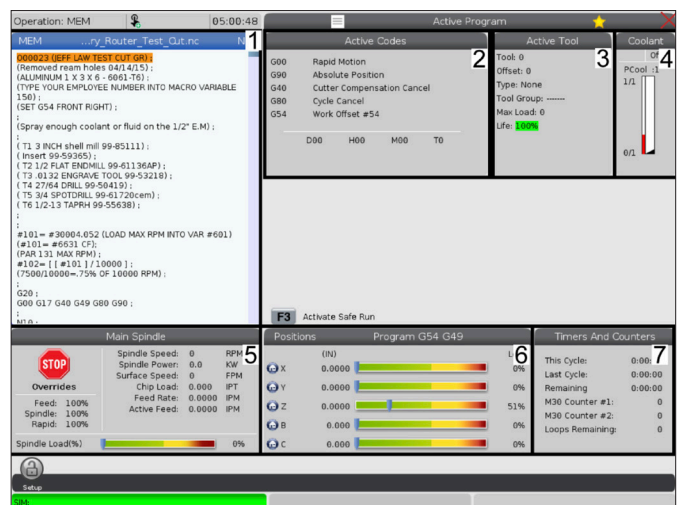 Operation: MEM 05:00:48 Active Program
MEM ...ry_Router_Test_Cut.nc N 1
O00023 (JEFF LAW TEST CUT GR) ;
(Removed ream holes 04/14/15) ;
(ALUMINUM 1 X 3 X 6 - 6061-T6) ;
(TYPE YOUR EMPLOYEE NUMBER INTO MACRO VARIABLE
150) ;
(SET G54 FRONT RIGHT) ;
;
(Spray enough coolant or fluid on the 1/2" E.M) ;
;
( T1 3 INCH shell mill 99-85111) ;
( Insert 99-59365) ;
( T2 1/2 FLAT ENDMILL 99-61136AP) ;
( T3 .0132 ENGRAVE TOOL 99-53218) ;
( T4 27/64 DRILL 99-50419) ;
( T5 3/4 SPOTDRILL 99-61720cem) ;
( T6 1/2-13 TAPRH 99-55638) ;
;
;
#101= #30004.052 (LOAD MAX RPM INTO VAR #601)
(#101= #6631 CF);
(PAR 131 MAX RPM) ;
#102= [ [ #101 ] / 10000 ] ;
(7500/10000=.75% OF 10000 RPM) ;
;
G20 ;
G00 G17 G40 G49 G80 G90 ;
;
N10 ;
Active Codes
2
G00 Rapid Motion
G90 Absolute Position
G40 Cutter Compensation Cancel
G80 Cycle Cancel
G54 Work Offset #54
D00 H00 M00 T0
Active Tool
3
Tool: 0
Offset: 0
Type: None
Tool Group: -------
Max Load: 0
Life: 100%
Coolant
Of
4
PCool :1
1/1
0/1
F3 Activate Safe Run
Main Spindle
5
STOP
Overrides
Feed: 100%
Spindle: 100%
Rapid: 100%
Spindle Speed: 0 RPM
Spindle Power: 0.0 KW
Surface Speed: 0 FPM
Chip Load: 0.000 IPT
Feed Rate: 0.0000 IPM
Active Feed: 0.0000 IPM
Spindle Load(%) 0%
Positions Program G54 G49
(IN) L 6
X 0.0000 0%
Y 0.0000 0%
Z 0.0000 51%
B 0.000 0%
C 0.000 0%
Timers And Counters
7
This Cycle: 0:00:
Last Cycle: 0:00:00
Remaining 0:00:00
M30 Counter #1: 0
M30 Counter #2: 0
Loops Remaining: 0
Setup
SIM: